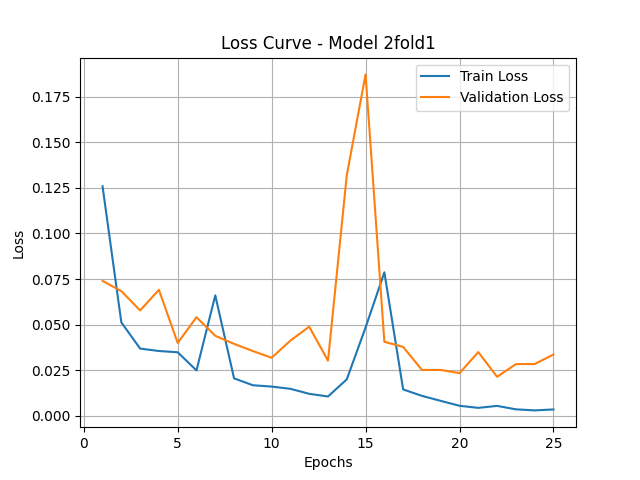 Loss Curve - Model 2fold1
Train Loss
Validation Loss
0.175
0.150
0.125
0.100
0.075
0.050
0.025
0.000
Loss
0 5 10 15 20 25
Epochs